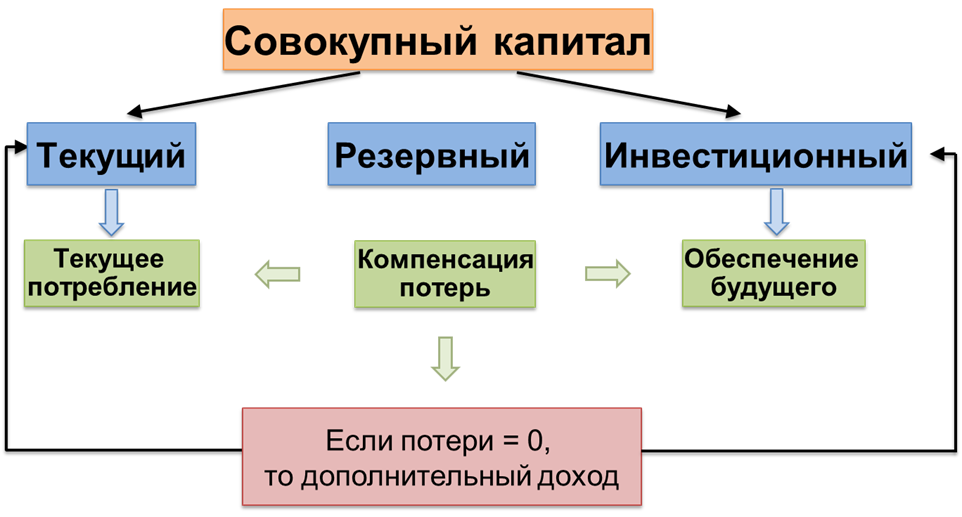 Совокупный капитал
Текущий
Резервный
Инвестиционный
Текущее
потребление
Компенсация
потерь
Обеспечение
будущего
Если потери = 0,
то дополнительный доход